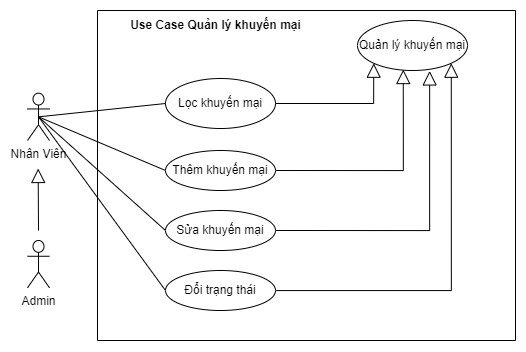 Use Case Quản lý khuyến mại
Quản lý khuyến mại
Lọc khuyến mại
Nhân Viên
Thêm khuyến mại
Sửa khuyến mại
Đổi trạng thái
Admin